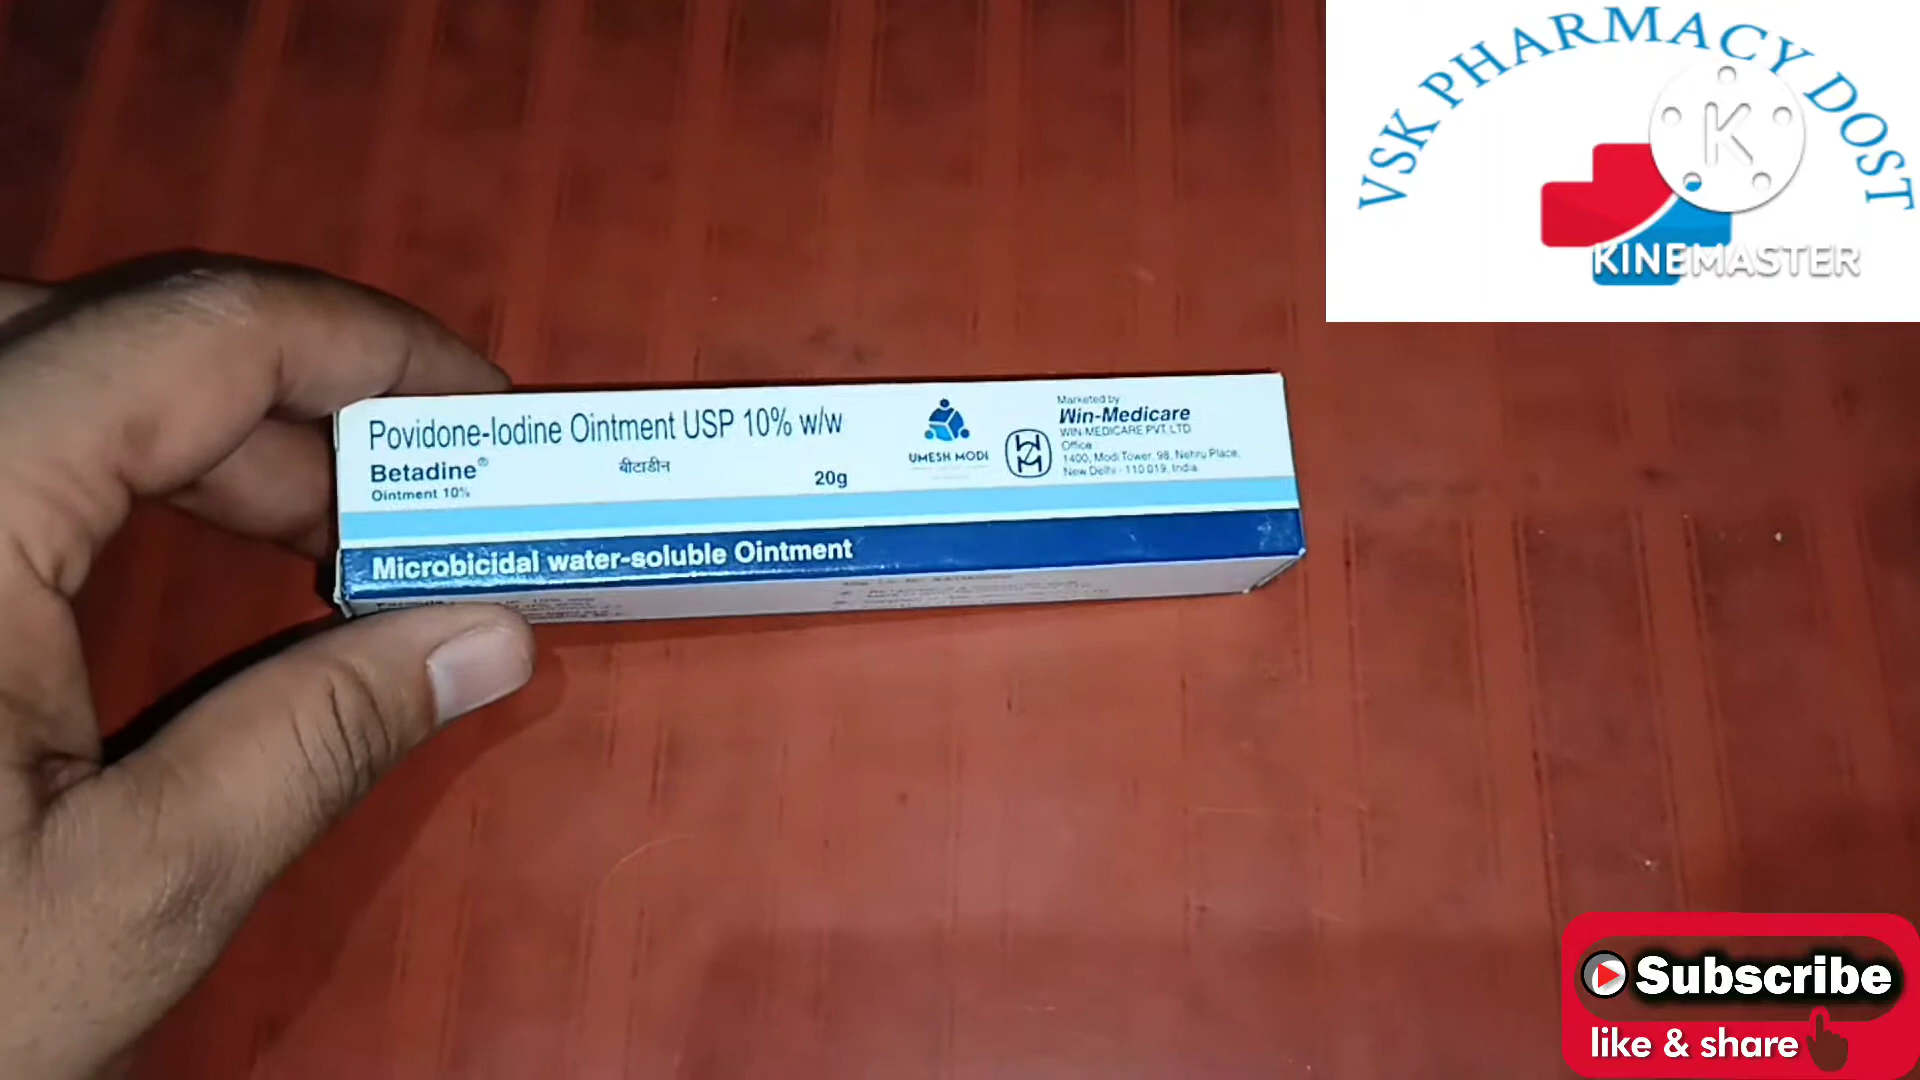 VSK PHARMACY DOST
K
KINEMASTER
Povidone-Iodine Ointment USP 10% w/w
Betadine®
बीटाडीन
Ointment 10%
20g
UMESH MODI
Marketed by
Win-Medicare
WIN-MEDICARE PVT. LTD.
Office :
1400, Modi Tower, 98, Nehru Place,
New Delhi - 110 019, India.
Microbicidal water-soluble Ointment
Subscribe
like & share